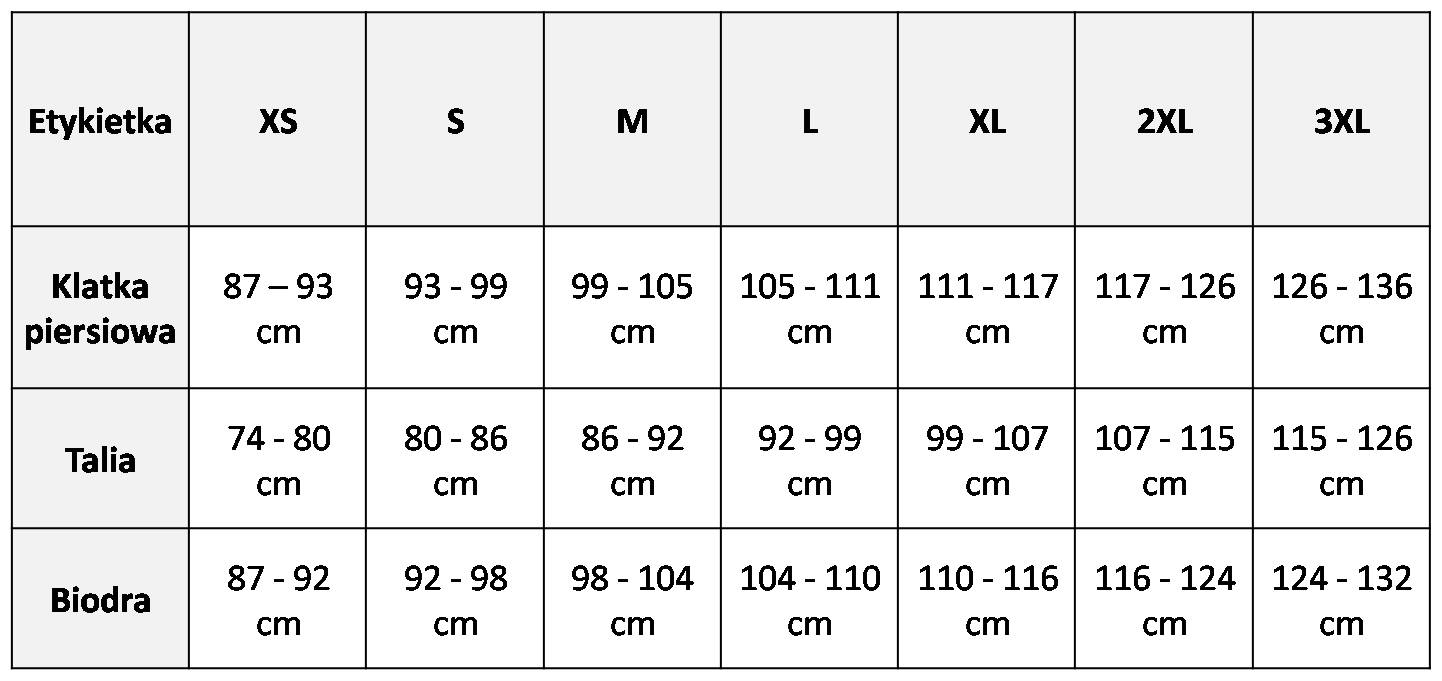 Etykietka XS S M L XL 2XL 3XL
Klatka piersiowa 87 – 93 cm 93 - 99 cm 99 - 105 cm 105 - 111 cm 111 - 117 cm 117 - 126 cm 126 - 136 cm
Talia 74 - 80 cm 80 - 86 cm 86 - 92 cm 92 - 99 cm 99 - 107 cm 107 - 115 cm 115 - 126 cm
Biodra 87 - 92 cm 92 - 98 cm 98 - 104 cm 104 - 110 cm 110 - 116 cm 116 - 124 cm 124 - 132 cm